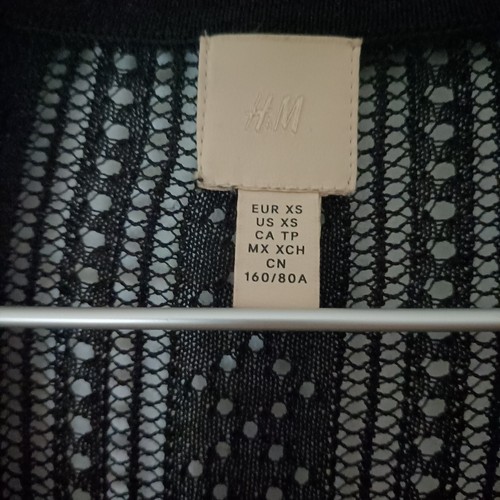 H&M
EUR XS
US XS
CA TP
MX XCH
CN
160/80A